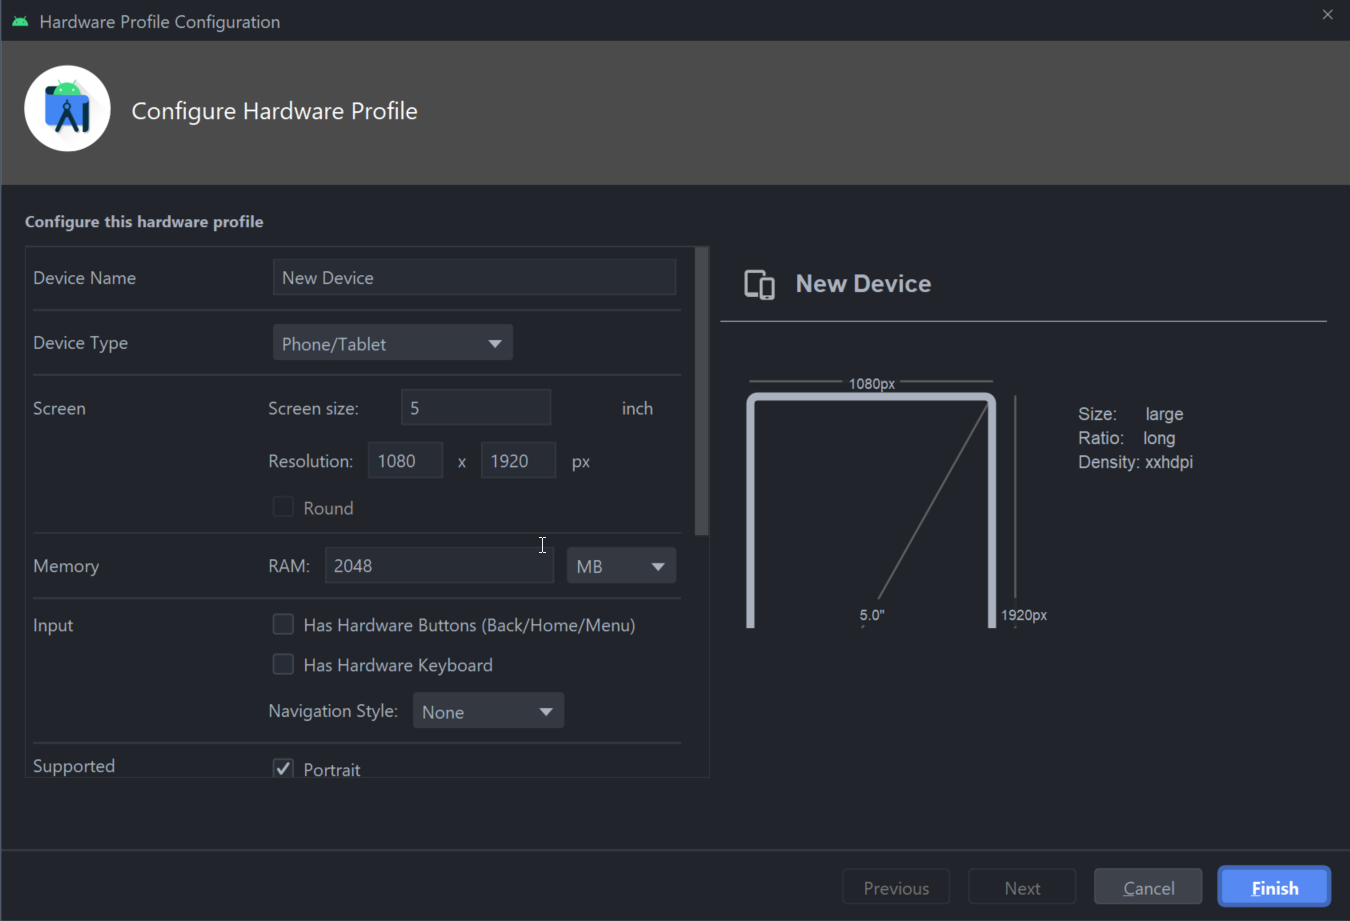 Hardware Profile Configuration
Configure Hardware Profile
Configure this hardware profile
Device Name New Device
Device Type Phone/Tablet
Screen Screen size: 5 inch
Resolution: 1080 x 1920 px
Round
Memory RAM: 2048 MB
Input Has Hardware Buttons (Back/Home/Menu)
Has Hardware Keyboard
Navigation Style: None
Supported Portrait
New Device
1080px
Size: large
Ratio: long
Density: xxhdpi
5.0" 1920px
Previous Next Cancel Finish